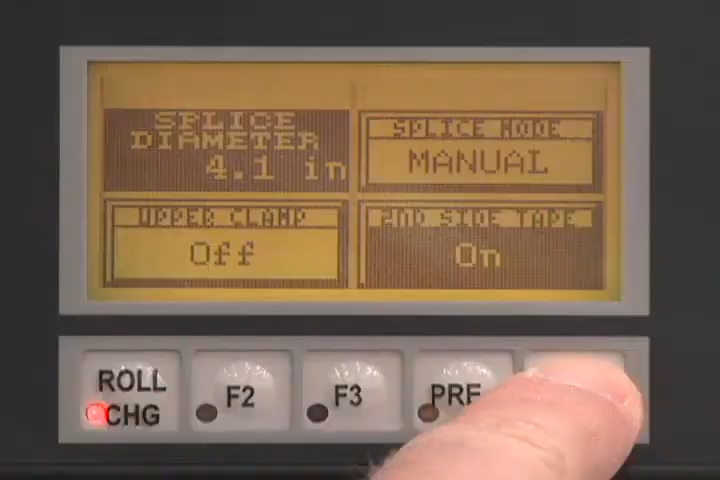 SPLICE
DIAMETER
4.1 in
SPLICE MODE
MANUAL
UPPER CLAMP
Off
2ND SIDE TAPE
On
ROLL
CHG
F2
F3
PRE